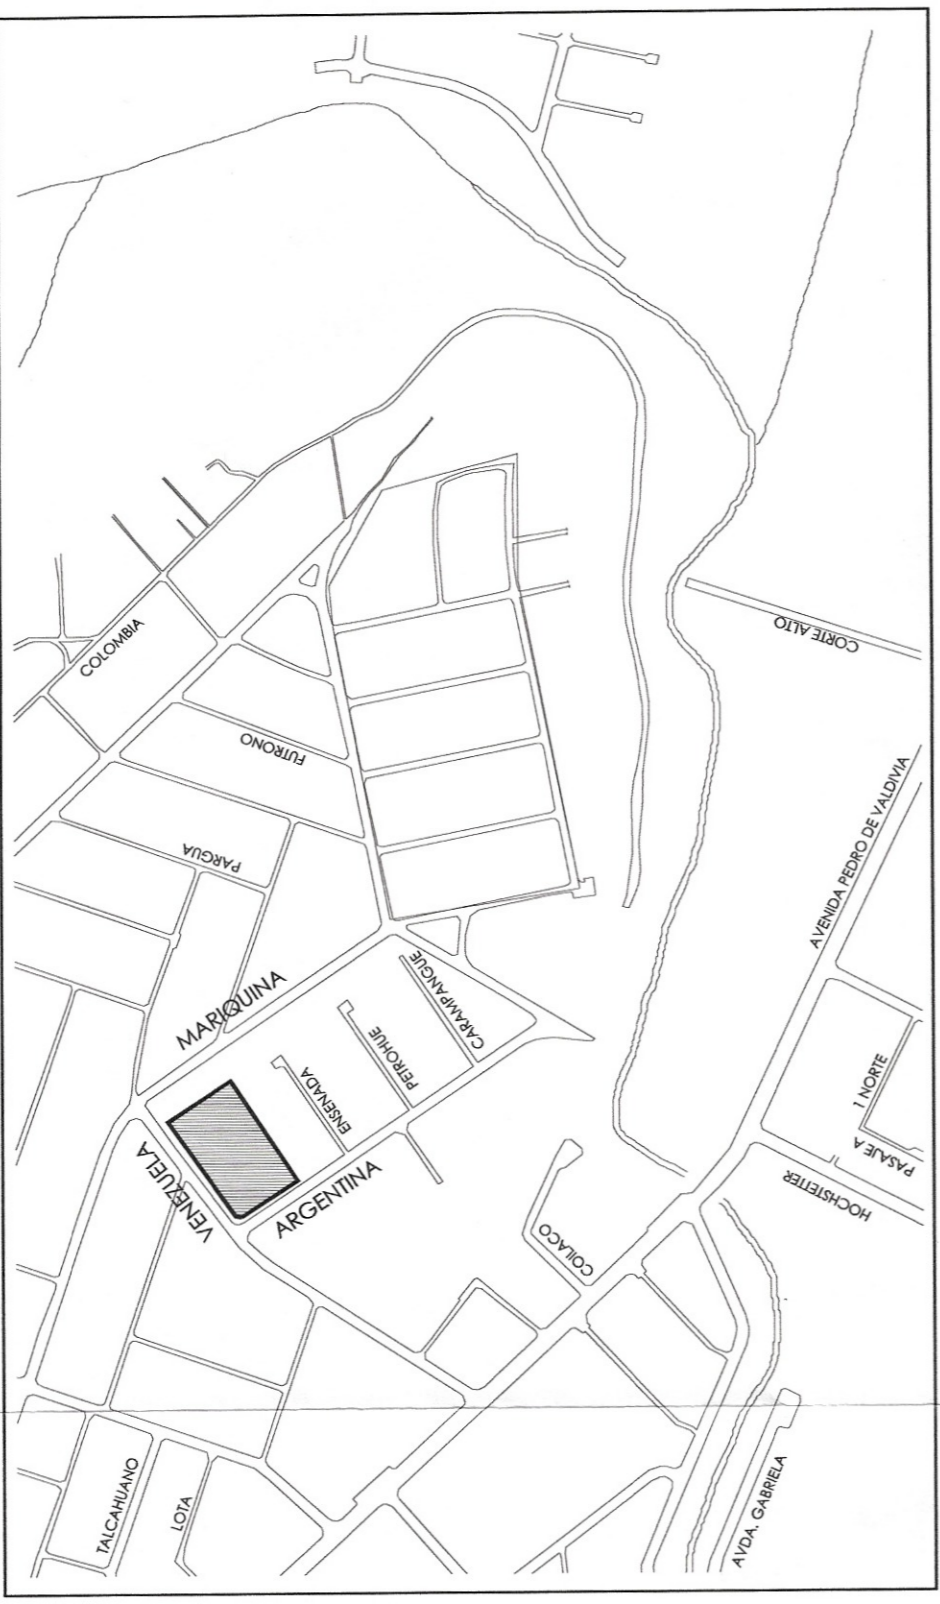 CORTE ALTO
COLOMBIA
FUTRONO
AVENIDA PEDRO DE VALDIVIA
PARGUA
CARAMPANGUE
MARIQUINA
PETROHUE
1 NORTE
ENSENADA
PASAJE A
VENEZUELA
ARGENTINA
HOCHSTETTER
COILACO
TALCAHUANO
LOTA
AVDA. GABRIELA